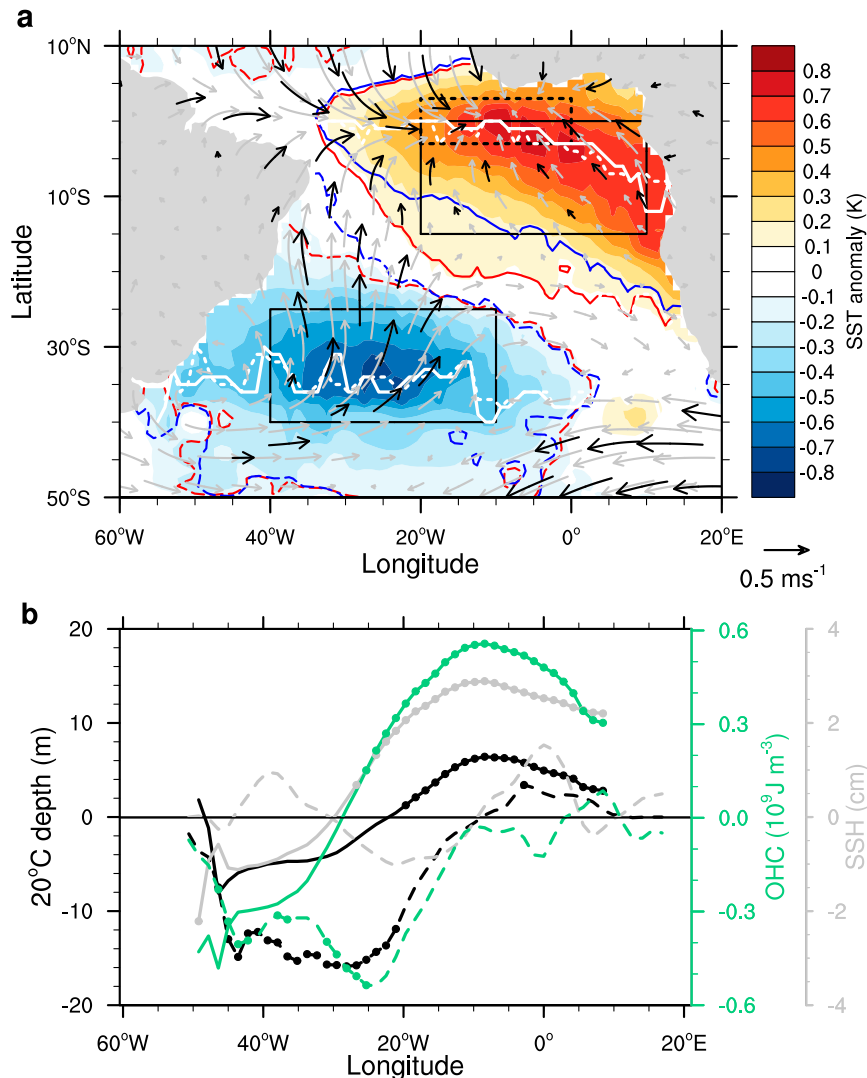 a
10°N
10°S
30°S
50°S
Latitude
60°W
40°W
20°W
0°
20°E
Longitude
0.8
0.7
0.6
0.5
0.4
0.3
0.2
0.1
0
-0.1
-0.2
-0.3
-0.4
-0.5
-0.6
-0.7
-0.8
SST anomaly (K)
0.5 ms⁻¹
b
20
10
0
-10
-20
20°C depth (m)
0.6
0.3
0.0
-0.3
-0.6
OHC (10⁹J m⁻³)
4
2
0
-2
-4
SSH (cm)
60°W
40°W
20°W
0°
20°E
Longitude